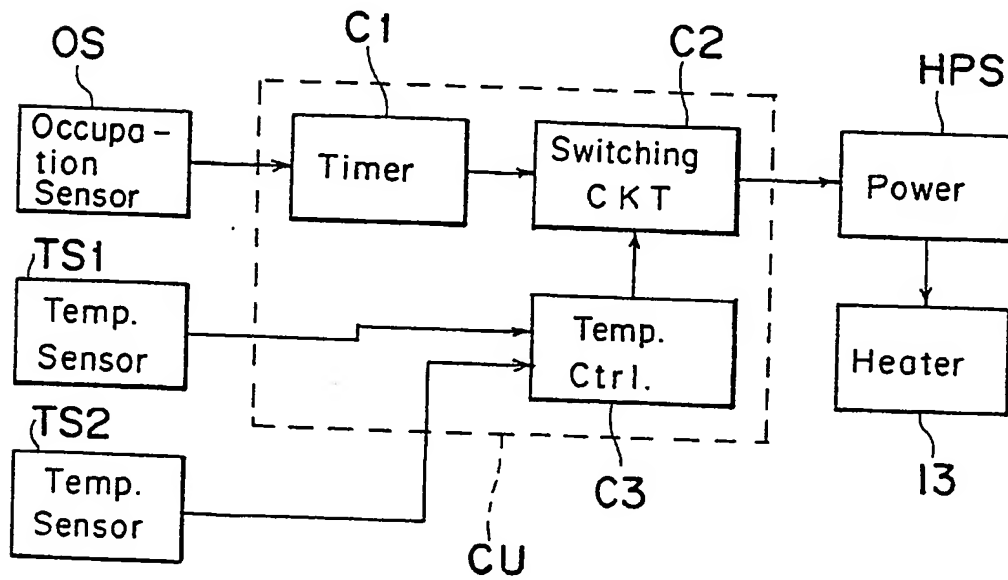 OS
C1
C2
HPS
Occupa-
tion
Sensor
Timer
Switching
CKT
Power
TS1
Temp.
Sensor
Temp.
Ctrl.
Heater
TS2
Temp.
Sensor
C3
13
CU